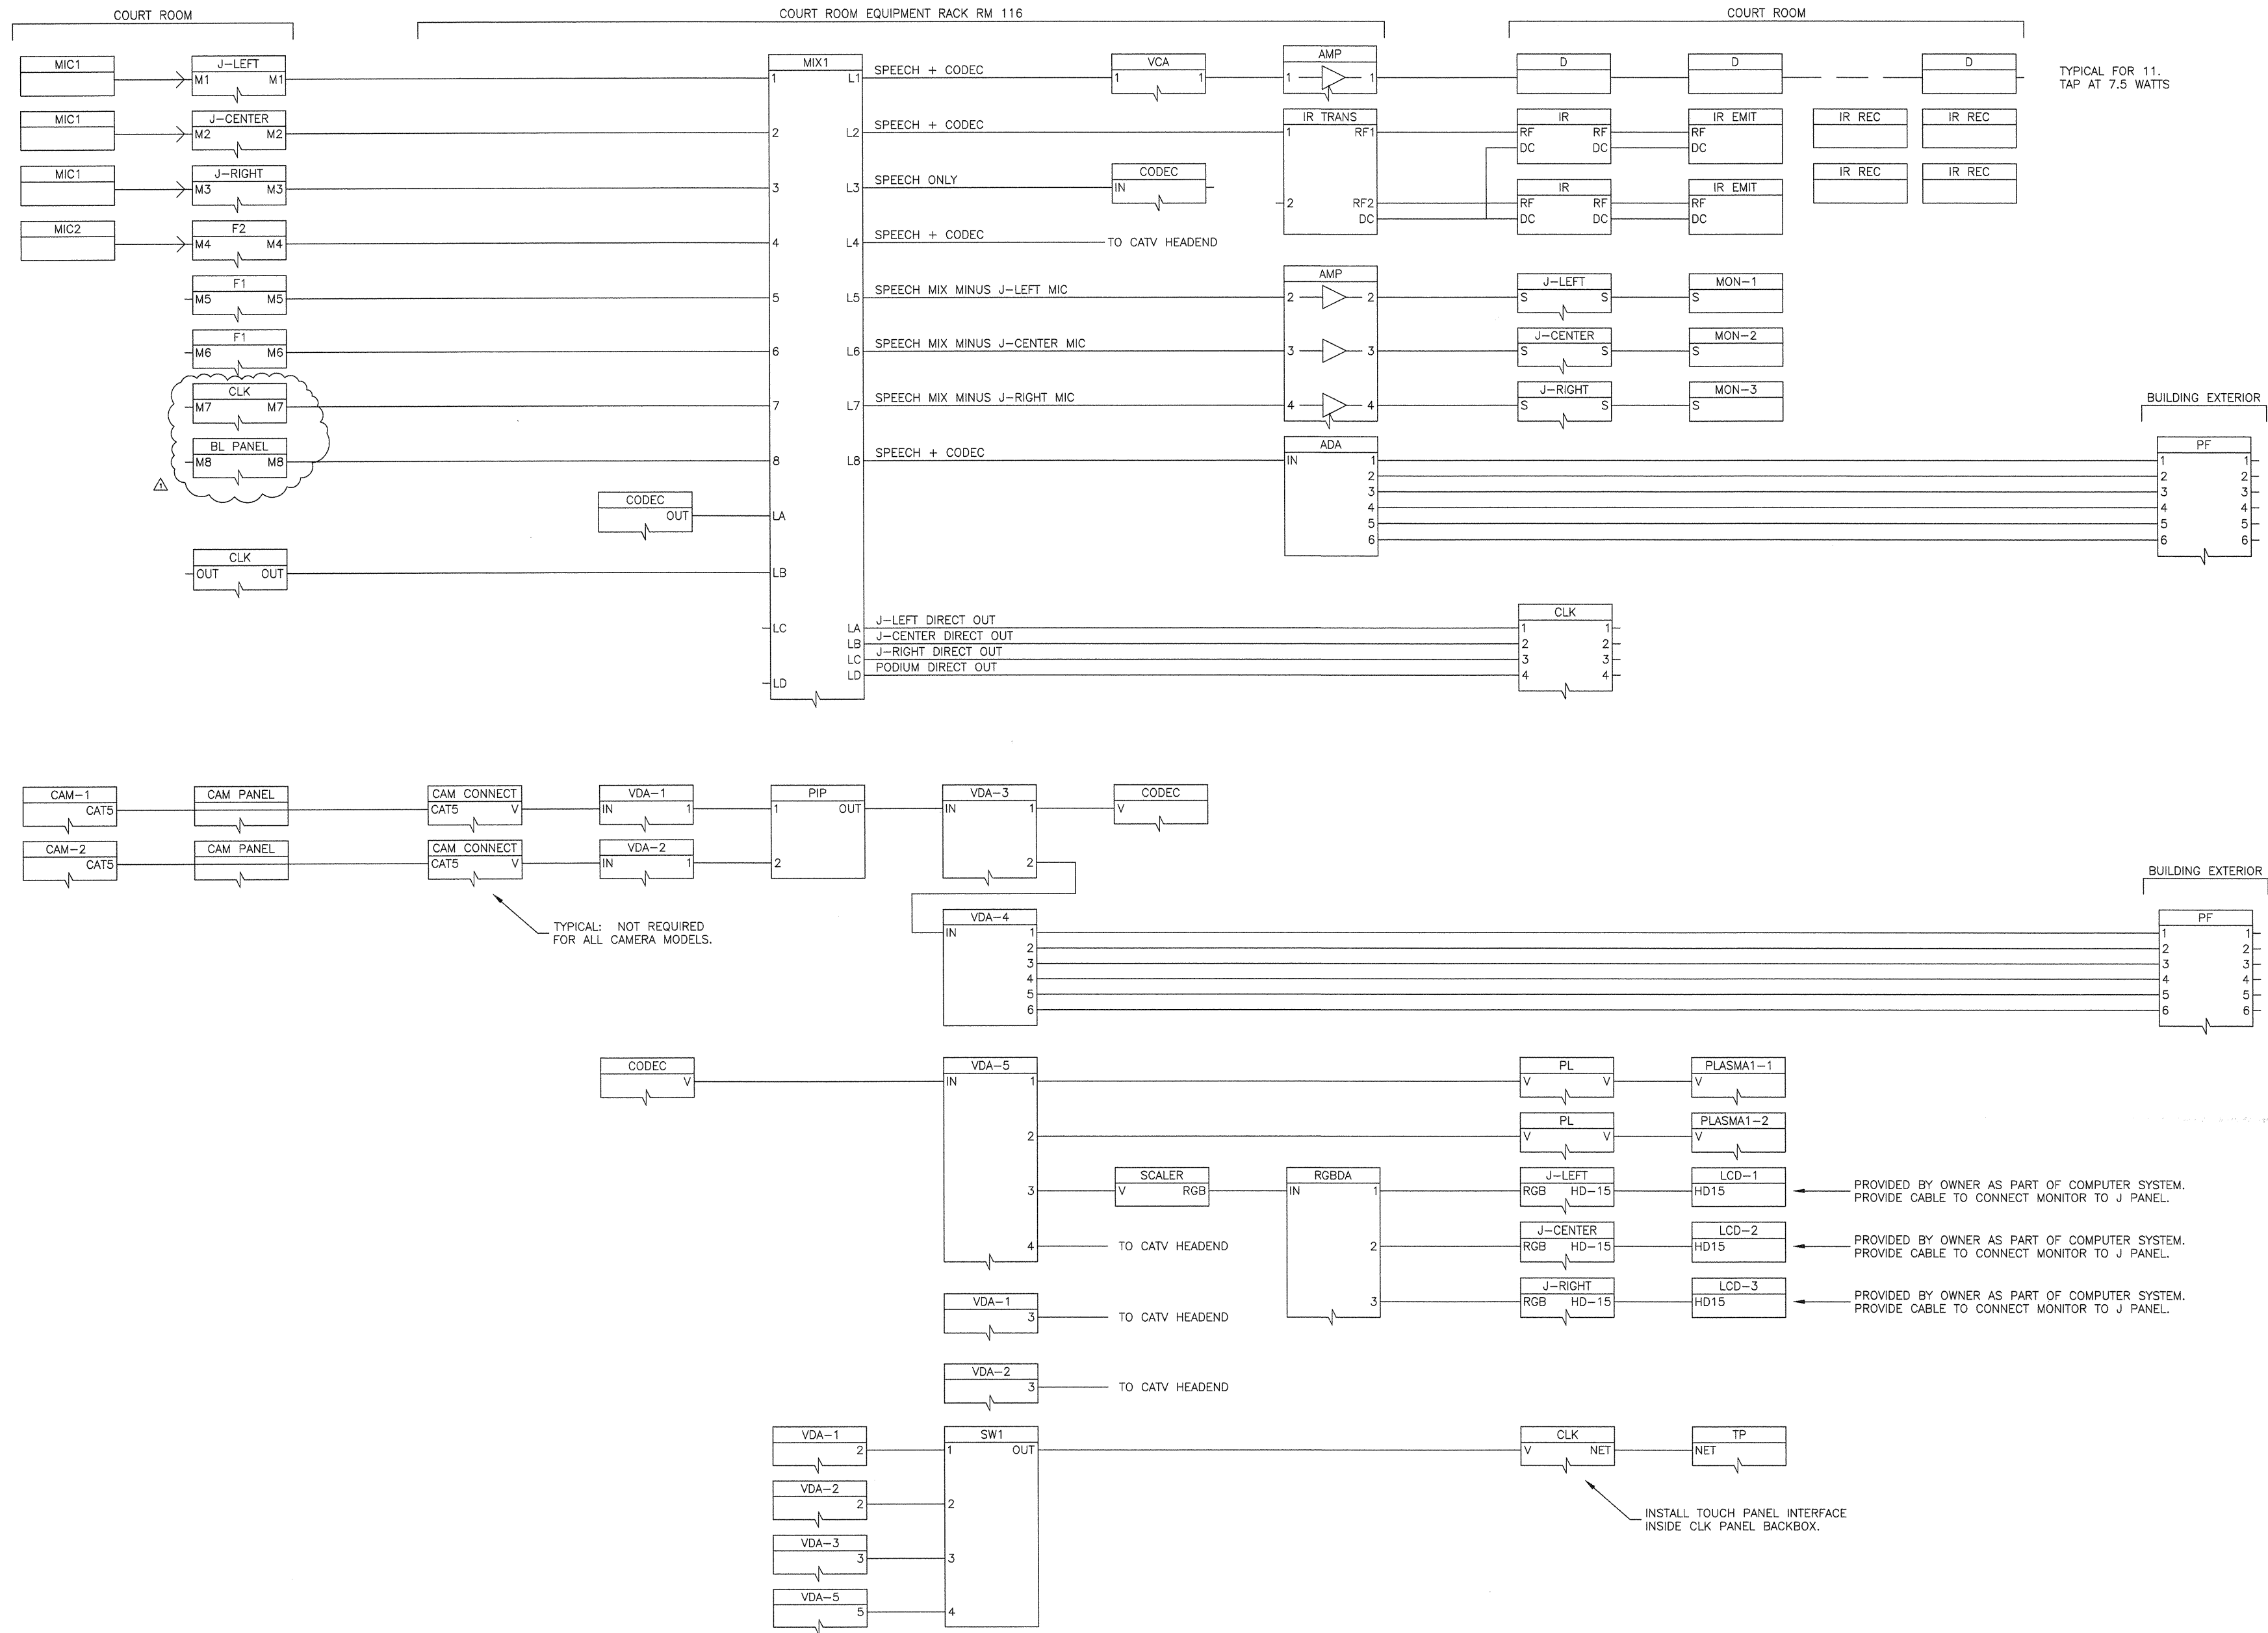 COURT ROOM
COURT ROOM EQUIPMENT RACK RM 116
COURT ROOM
MIC1
J-LEFT
M1 M1
MIX1
1 L1
SPEECH + CODEC
VCA
1 1
AMP
1 1
D
D
D
TYPICAL FOR 11.
TAP AT 7.5 WATTS
MIC1
J-CENTER
M2 M2
2 L2
SPEECH + CODEC
IR TRANS
1 RF1
IR
RF RF
DC DC
IR EMIT
RF
DC
IR REC
IR REC
MIC1
J-RIGHT
M3 M3
3 L3
SPEECH ONLY
CODEC
IN
2 RF2
DC
IR
RF RF
DC DC
IR EMIT
RF
DC
IR REC
IR REC
MIC2
F2
M4 M4
4 L4
SPEECH + CODEC
TO CATV HEADEND
F1
M5 M5
5 L5
SPEECH MIX MINUS J-LEFT MIC
AMP
2 2
J-LEFT
S S
MON-1
S
F1
M6 M6
6 L6
SPEECH MIX MINUS J-CENTER MIC
3 3
J-CENTER
S S
MON-2
S
CLK
M7 M7
7 L7
SPEECH MIX MINUS J-RIGHT MIC
4 4
J-RIGHT
S S
MON-3
S
BUILDING EXTERIOR
BL PANEL
M8 M8
1
8 L8
SPEECH + CODEC
ADA
IN 1
2
3
4
5
6
PF
1 1
2 2
3 3
4 4
5 5
6 6
CODEC
OUT
LA
CLK
OUT OUT
LB
LC LA
J-LEFT DIRECT OUT
LB
J-CENTER DIRECT OUT
LC
J-RIGHT DIRECT OUT
LD LD
PODIUM DIRECT OUT
CLK
1 1
2 2
3 3
4 4
CAM-1
CAT5
CAM PANEL
CAM CONNECT
CAT5 V
VDA-1
IN 1
PIP
1 OUT
2
VDA-3
IN 1
2
CODEC
V
CAM-2
CAT5
CAM PANEL
CAM CONNECT
CAT5 V
VDA-2
IN 1
TYPICAL: NOT REQUIRED
FOR ALL CAMERA MODELS.
BUILDING EXTERIOR
VDA-4
IN 1
2
3
4
5
6
PF
1 1
2 2
3 3
4 4
5 5
6 6
CODEC
V
VDA-5
IN 1
2
3
4
PL
V V
PLASMA1-1
V
PL
V V
PLASMA1-2
V
SCALER
V RGB
RGBDA
IN 1
2
3
J-LEFT
RGB HD-15
LCD-1
HD15
PROVIDED BY OWNER AS PART OF COMPUTER SYSTEM.
PROVIDE CABLE TO CONNECT MONITOR TO J PANEL.
TO CATV HEADEND
J-CENTER
RGB HD-15
LCD-2
HD15
PROVIDED BY OWNER AS PART OF COMPUTER SYSTEM.
PROVIDE CABLE TO CONNECT MONITOR TO J PANEL.
VDA-1
3
TO CATV HEADEND
J-RIGHT
RGB HD-15
LCD-3
HD15
PROVIDED BY OWNER AS PART OF COMPUTER SYSTEM.
PROVIDE CABLE TO CONNECT MONITOR TO J PANEL.
VDA-2
3
TO CATV HEADEND
VDA-1
2
SW1
1 OUT
2
3
4
CLK
V NET
TP
NET
VDA-2
2
INSTALL TOUCH PANEL INTERFACE
INSIDE CLK PANEL BACKBOX.
VDA-3
3
VDA-5
5